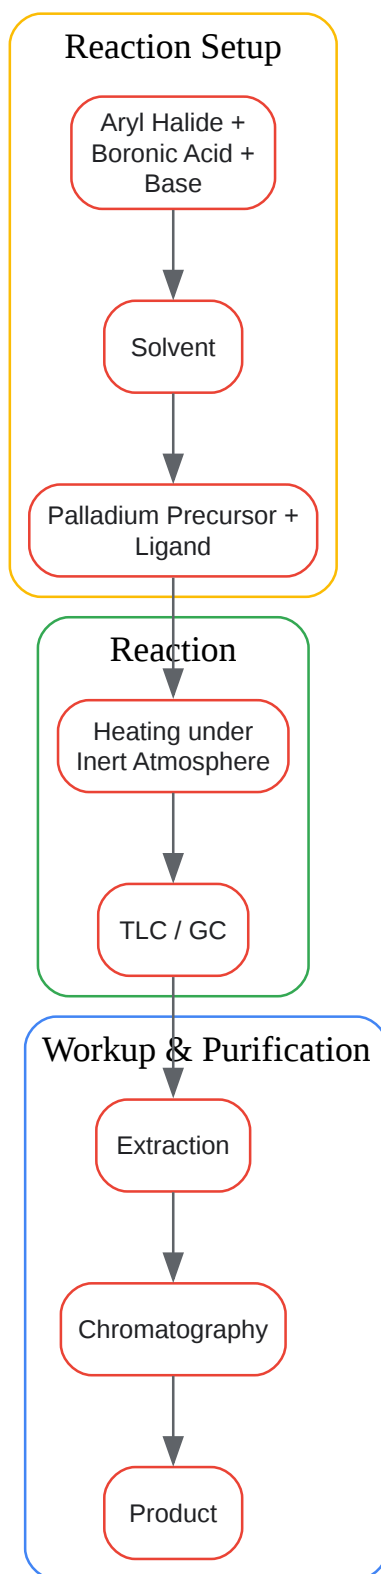 Reaction Setup
Aryl Halide +
Boronic Acid +
Base
Solvent
Palladium Precursor +
Ligand
Reaction
Heating under
Inert Atmosphere
TLC / GC
Workup & Purification
Extraction
Chromatography
Product